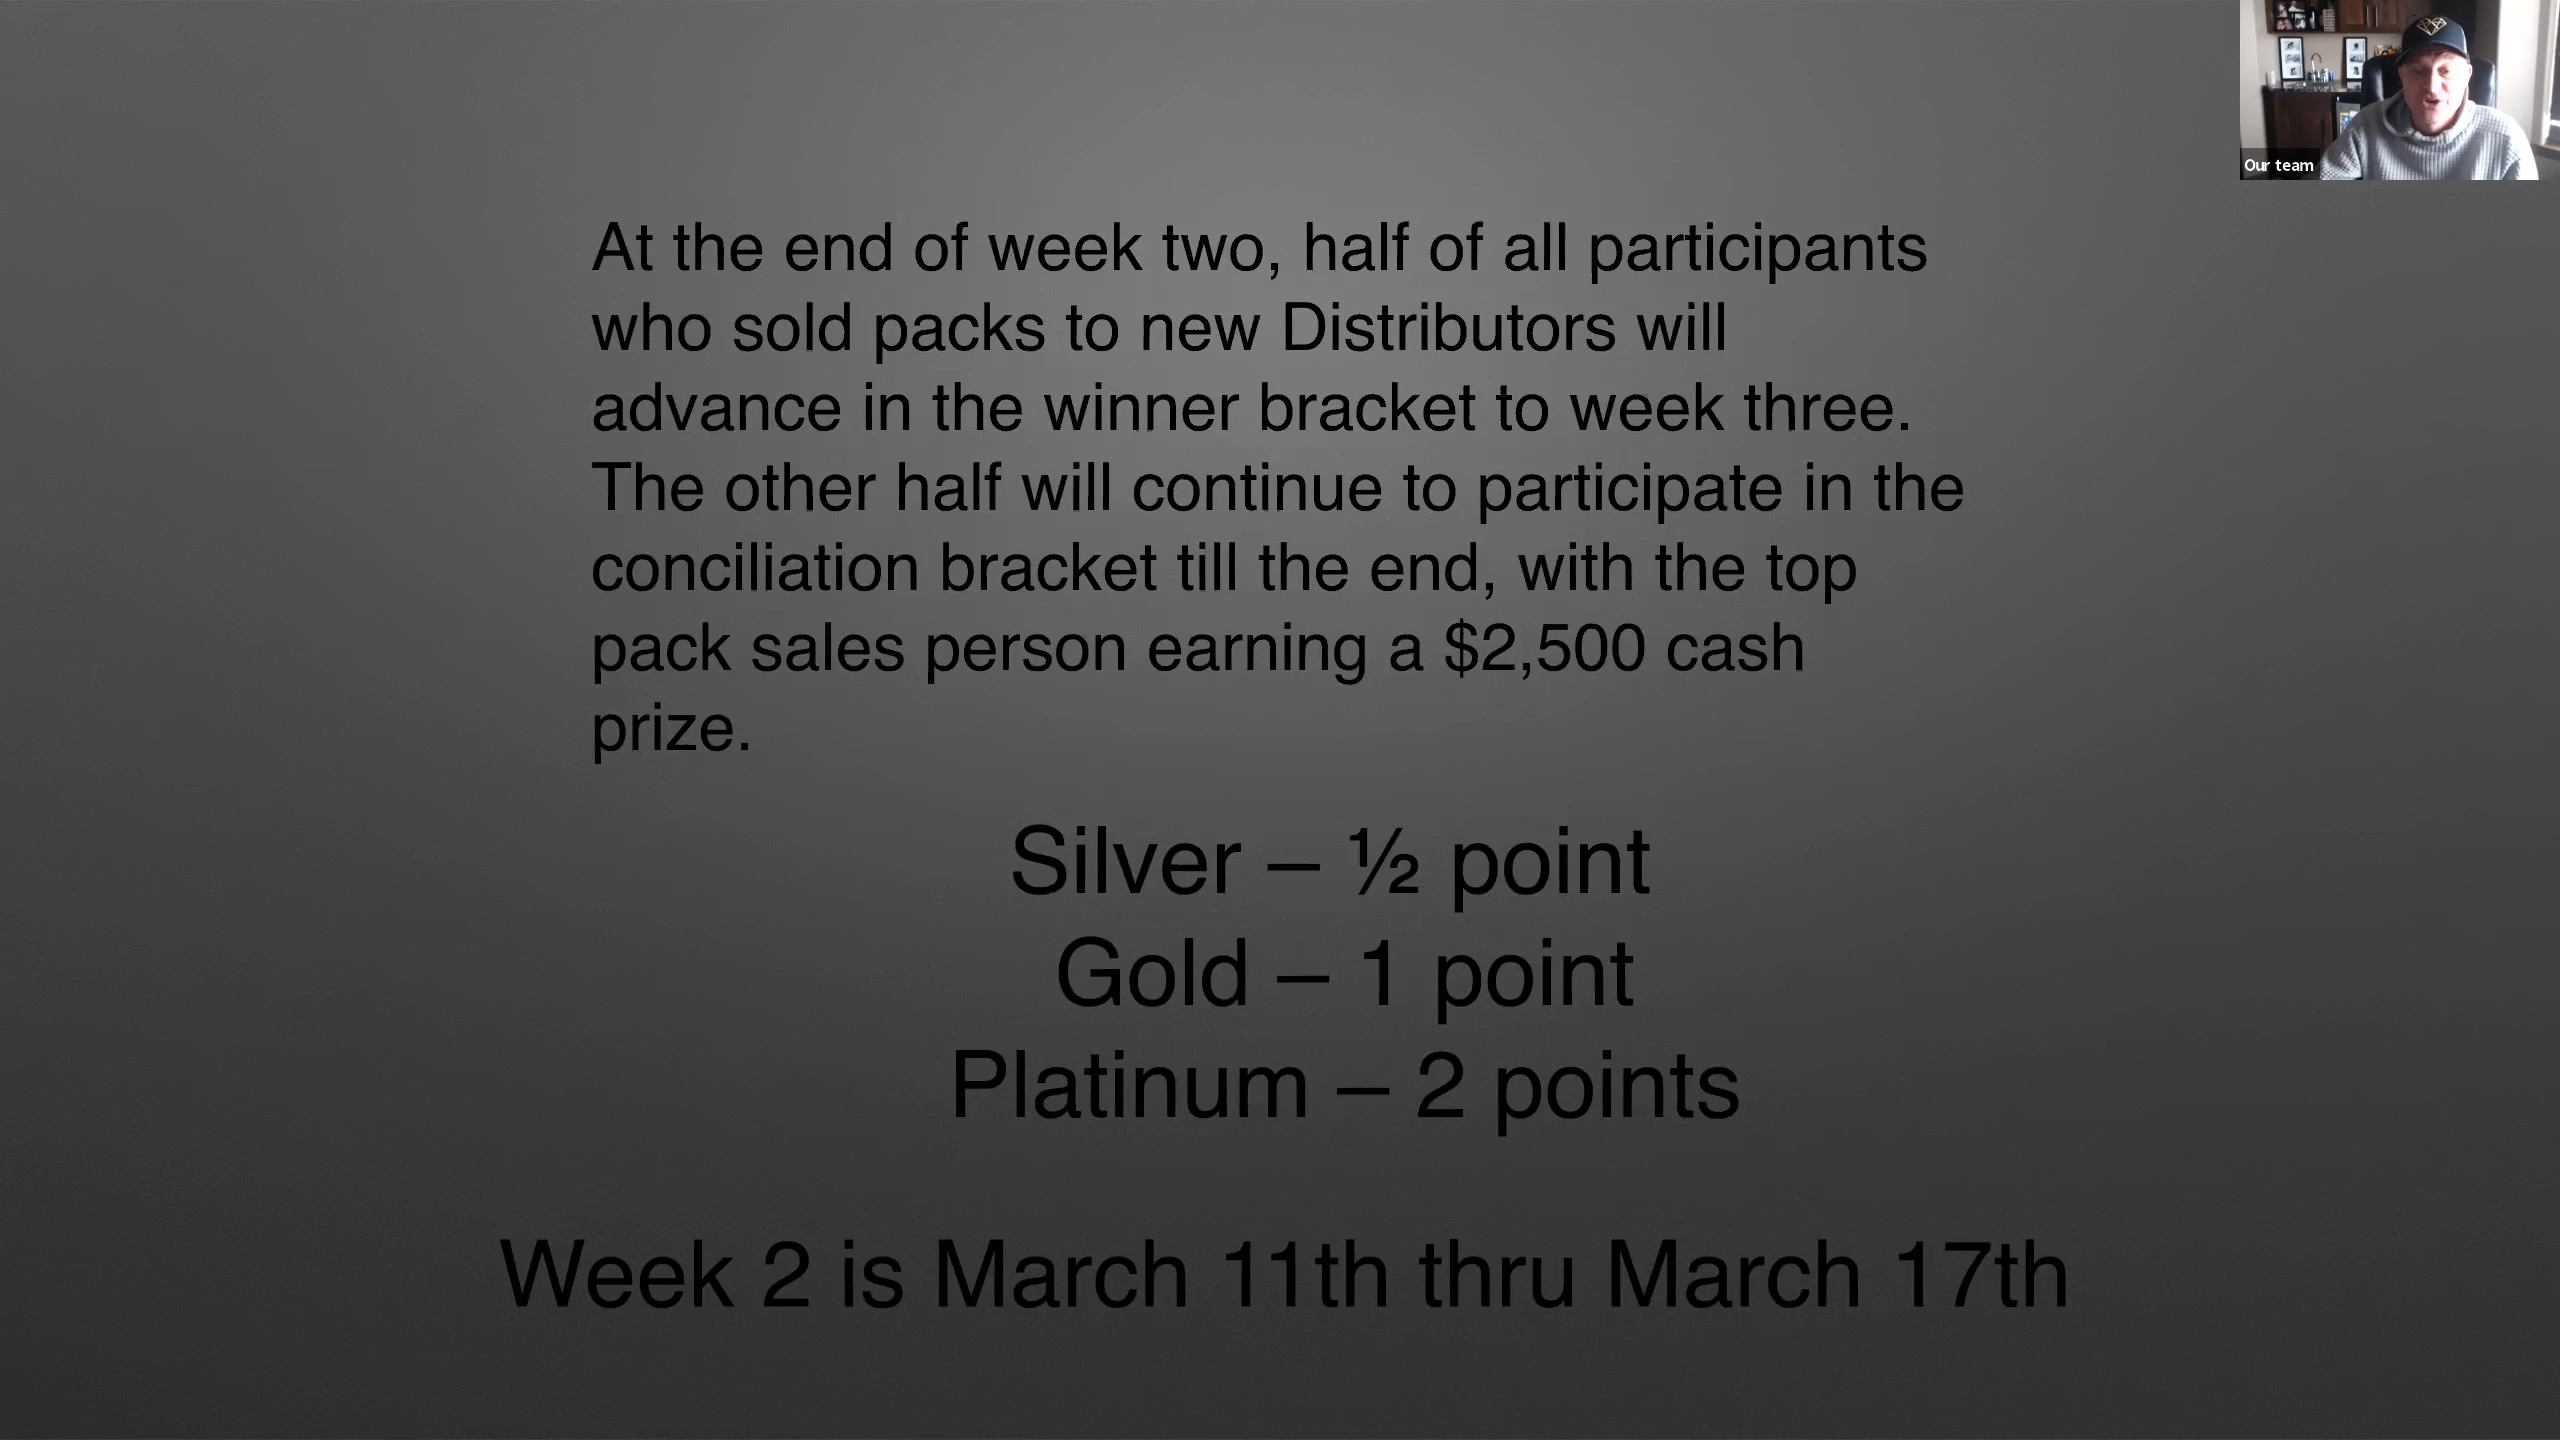 Our team
At the end of week two, half of all participants
who sold packs to new Distributors will
advance in the winner bracket to week three.
The other half will continue to participate in the
conciliation bracket till the end, with the top
pack sales person earning a $2,500 cash
prize.
Silver – ½ point
Gold – 1 point
Platinum – 2 points
Week 2 is March 11th thru March 17th